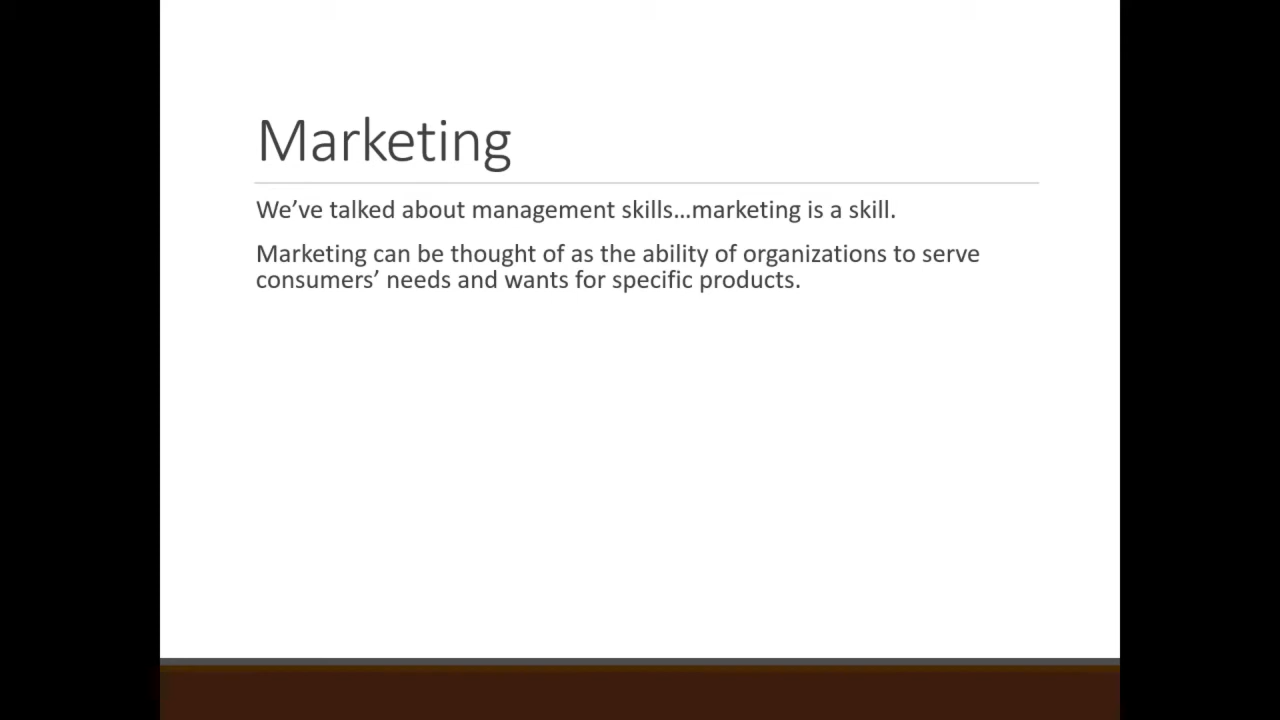 Marketing
We’ve talked about management skills…marketing is a skill.
Marketing can be thought of as the ability of organizations to serve
consumers’ needs and wants for specific products.